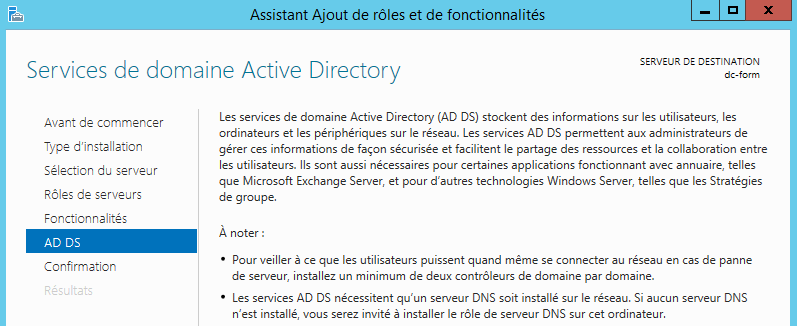 Assistant Ajout de rôles et de fonctionnalités
Services de domaine Active Directory
SERVEUR DE DESTINATION
dc-form
Avant de commencer
Type d'installation
Sélection du serveur
Rôles de serveurs
Fonctionnalités
AD DS
Confirmation
Résultats
Les services de domaine Active Directory (AD DS) stockent des informations sur les utilisateurs, les
ordinateurs et les périphériques sur le réseau. Les services AD DS permettent aux administrateurs de
gérer ces informations de façon sécurisée et facilitent le partage des ressources et la collaboration entre
les utilisateurs. Ils sont aussi nécessaires pour certaines applications fonctionnant avec annuaire, telles
que Microsoft Exchange Server, et pour d'autres technologies Windows Server, telles que les Stratégies
de groupe.
À noter :
• Pour veiller à ce que les utilisateurs puissent quand même se connecter au réseau en cas de panne
de serveur, installez un minimum de deux contrôleurs de domaine par domaine.
• Les services AD DS nécessitent qu'un serveur DNS soit installé sur le réseau. Si aucun serveur DNS
n'est installé, vous serez invité à installer le rôle de serveur DNS sur cet ordinateur.